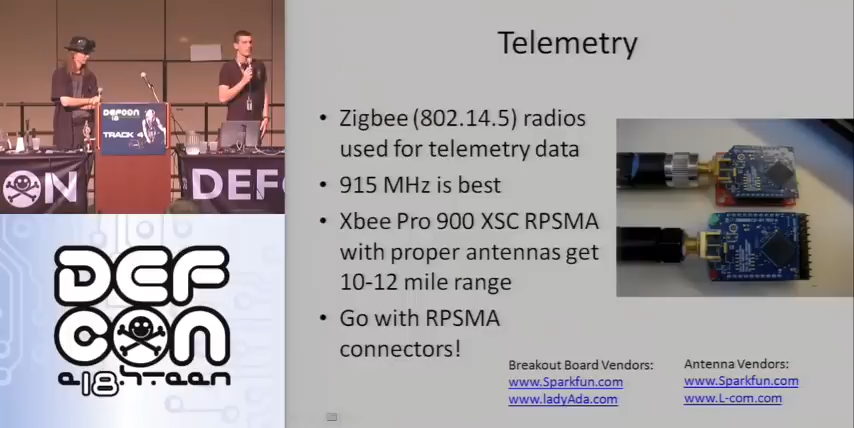 Telemetry
• Zigbee (802.14.5) radios
used for telemetry data
• 915 MHz is best
• Xbee Pro 900 XSC RPSMA
with proper antennas get
10-12 mile range
• Go with RPSMA
connectors!
Breakout Board Vendors:
www.Sparkfun.com
www.ladyAda.com
Antenna Vendors:
www.Sparkfun.com
www.L-com.com
DEFCON
18
TRACK 4
ON
DEF
DEF
CON
e18hteen